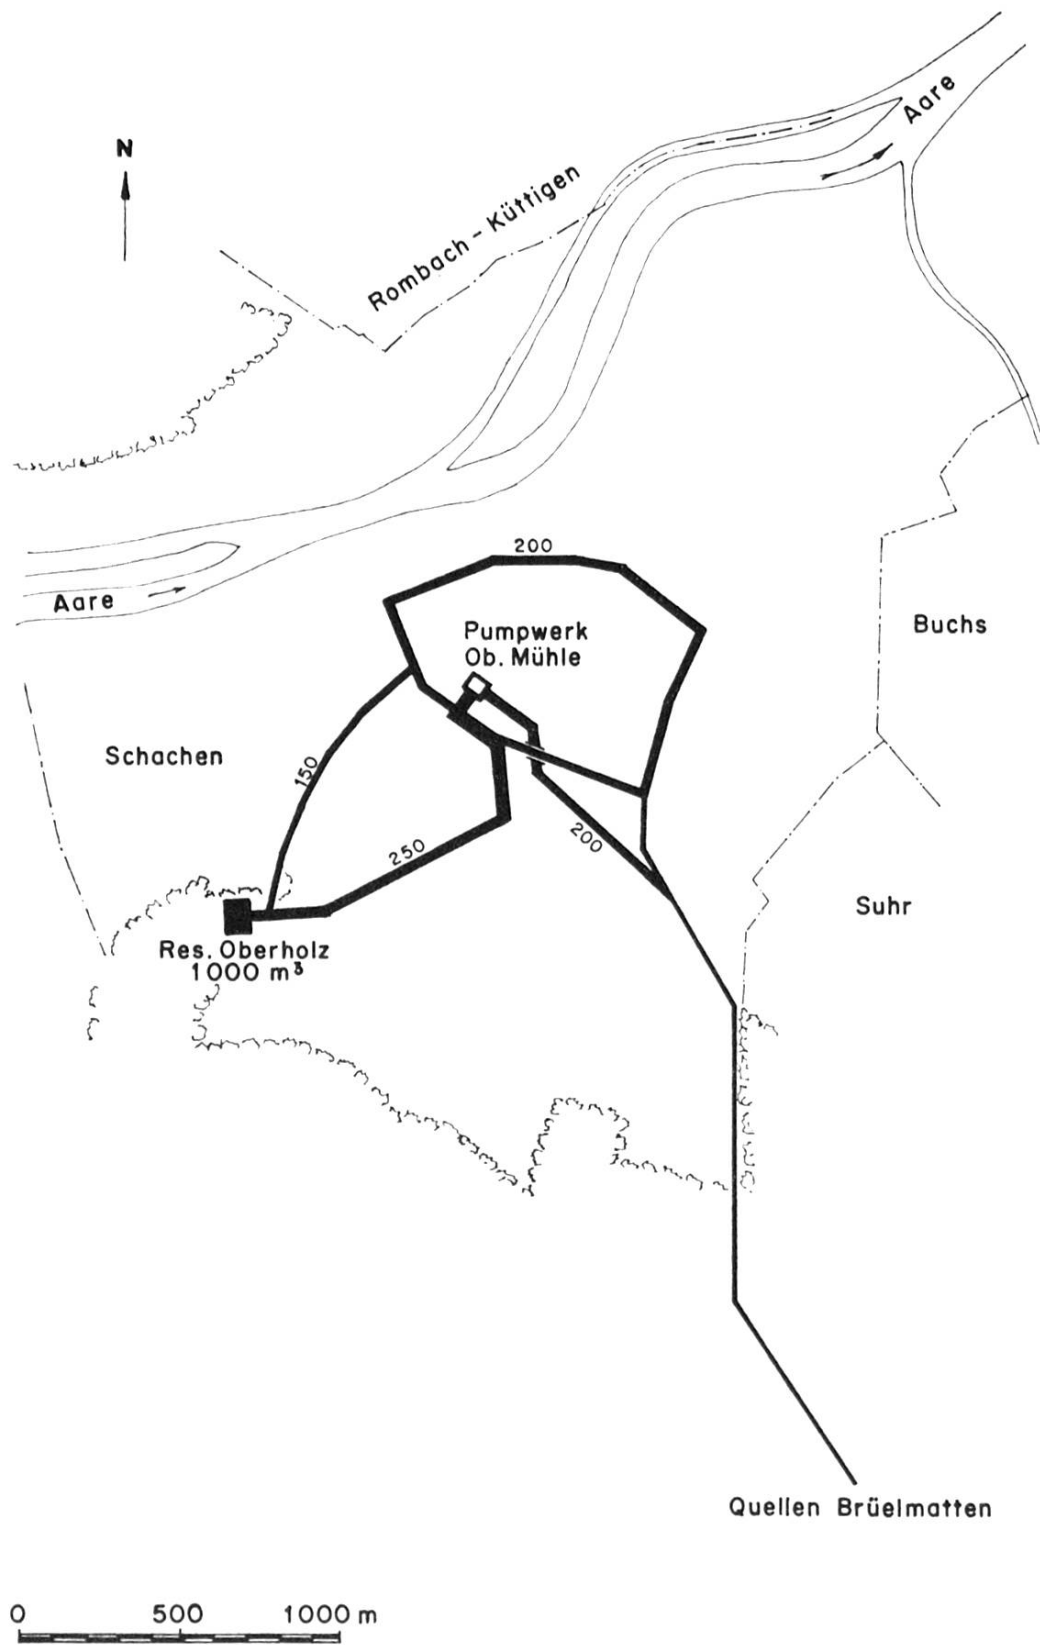 N
Aare
Rombach - Küttigen
200
Aare
Pumpwerk
Ob. Mühle
Buchs
Schachen
150
250
200
Suhr
Res. Oberholz
1000 m³
Quellen Brüelmatten
0 500 1000 m